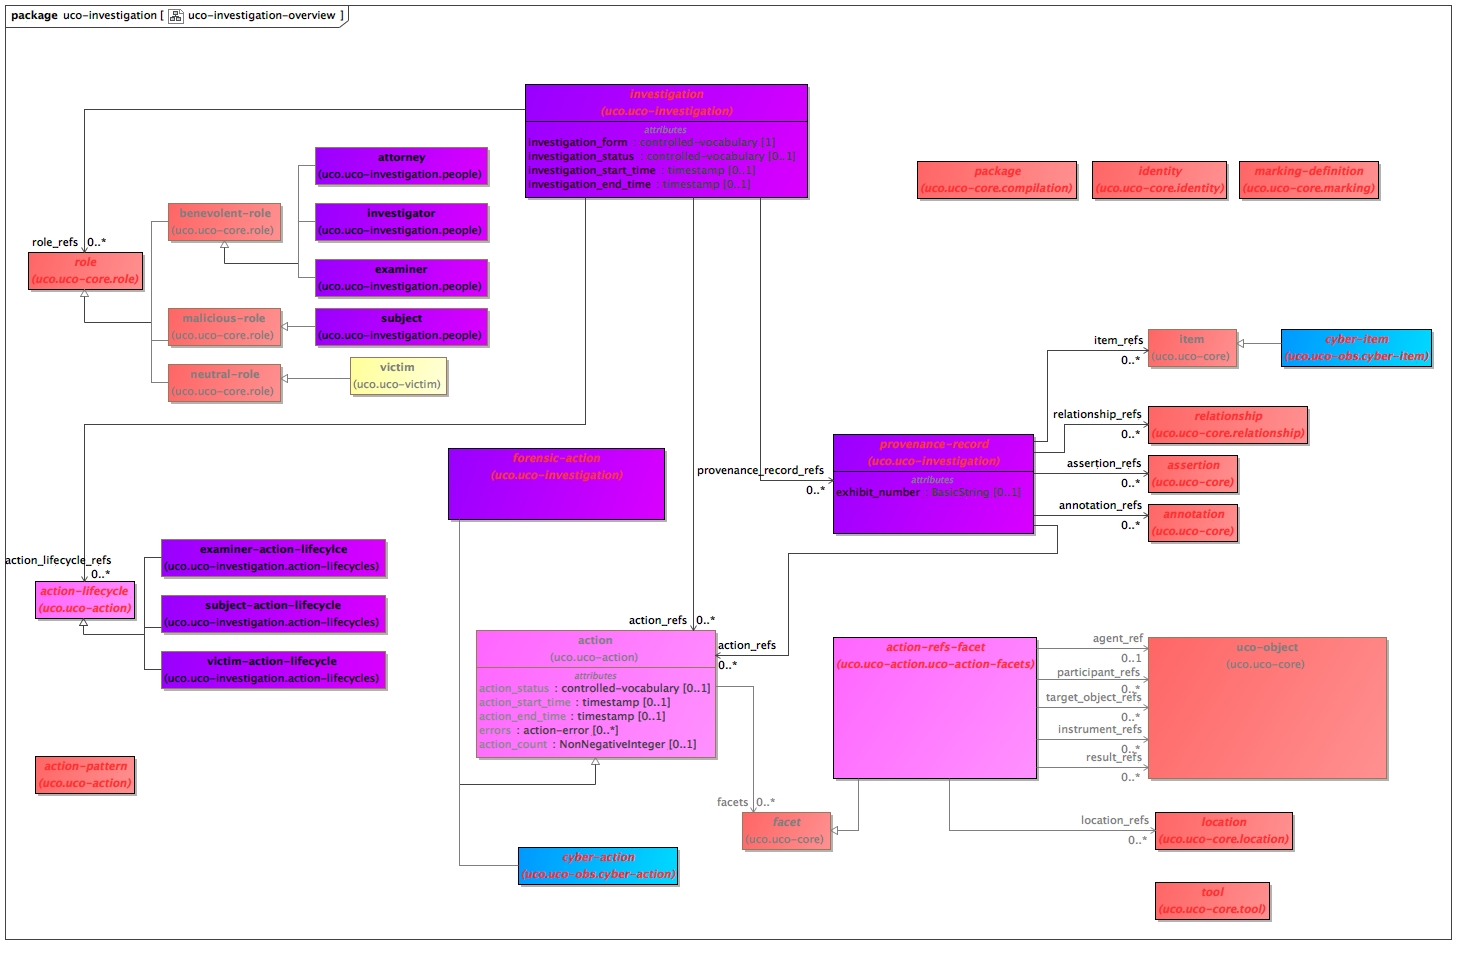 package uco-investigation [ uco-investigation-overview ]
investigation
(uco.uco-investigation)
attributes
investigation_form : controlled-vocabulary [1]
investigation_status : controlled-vocabulary [0..1]
investigation_start_time : timestamp [0..1]
investigation_end_time : timestamp [0..1]
attorney
(uco.uco-investigation.people)
package
(uco.uco-core.compilation)
identity
(uco.uco-core.identity)
marking-definition
(uco.uco-core.marking)
benevolent-role
(uco.uco-core.role)
investigator
(uco.uco-investigation.people)
role_refs 0..*
role
(uco.uco-core.role)
examiner
(uco.uco-investigation.people)
malicious-role
(uco.uco-core.role)
subject
(uco.uco-investigation.people)
neutral-role
(uco.uco-core.role)
victim
(uco.uco-victim)
item_refs
0..*
item
(uco.uco-core)
cyber-item
(uco.uco-obs.cyber-item)
relationship_refs
0..*
relationship
(uco.uco-core.relationship)
forensic-action
(uco.uco-investigation)
provenance_record_refs
0..*
provenance-record
(uco.uco-investigation)
attributes
exhibit_number : BasicString [0..1]
assertion_refs
0..*
assertion
(uco.uco-core)
annotation_refs
0..*
annotation
(uco.uco-core)
action_lifecycle_refs
0..*
action-lifecycle
(uco.uco-action)
examiner-action-lifecylce
(uco.uco-investigation.action-lifecycles)
subject-action-lifecycle
(uco.uco-investigation.action-lifecycles)
victim-action-lifecycle
(uco.uco-investigation.action-lifecycles)
action_refs 0..*
action
(uco.uco-action)
attributes
action_status : controlled-vocabulary [0..1]
action_start_time : timestamp [0..1]
action_end_time : timestamp [0..1]
errors : action-error [0..*]
action_count : NonNegativeInteger [0..1]
action_refs
0..*
action-refs-facet
(uco.uco-action.uco-action-facets)
agent_ref
0..1
participant_refs
0..*
target_object_refs
0..*
instrument_refs
0..*
result_refs
0..*
uco-object
(uco.uco-core)
action-pattern
(uco.uco-action)
facets 0..*
facet
(uco.uco-core)
location_refs
0..*
location
(uco.uco-core.location)
cyber-action
(uco.uco-obs.cyber-action)
tool
(uco.uco-core.tool)